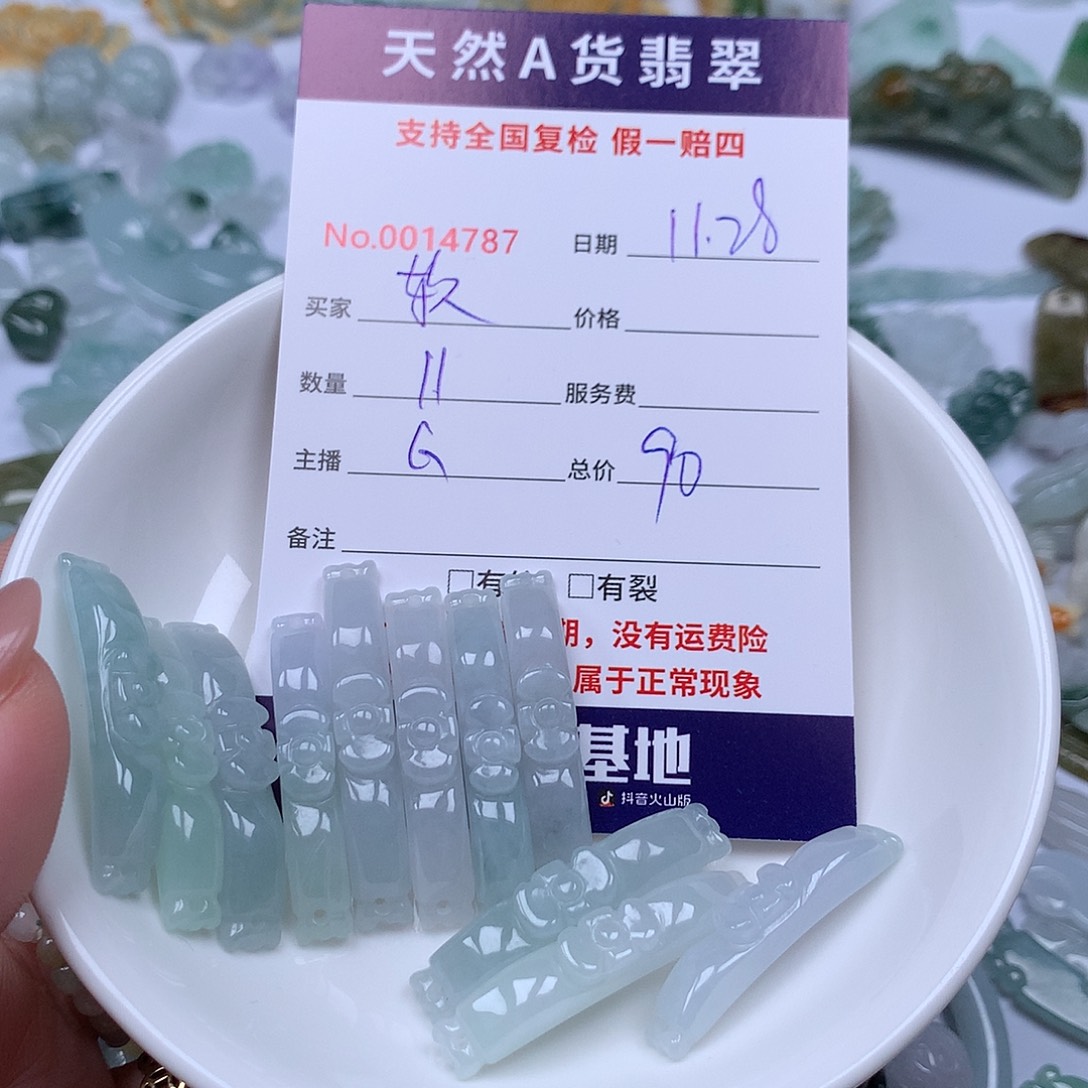 天然A货翡翠
支持全国复检 假一赔四
No.0014787 日期 11.28
买家 软 价格
数量 11 服务费
主播 G 总价 90
备注
□有 □有裂
期，没有运费险
属于正常现象
基地
抖音火山版